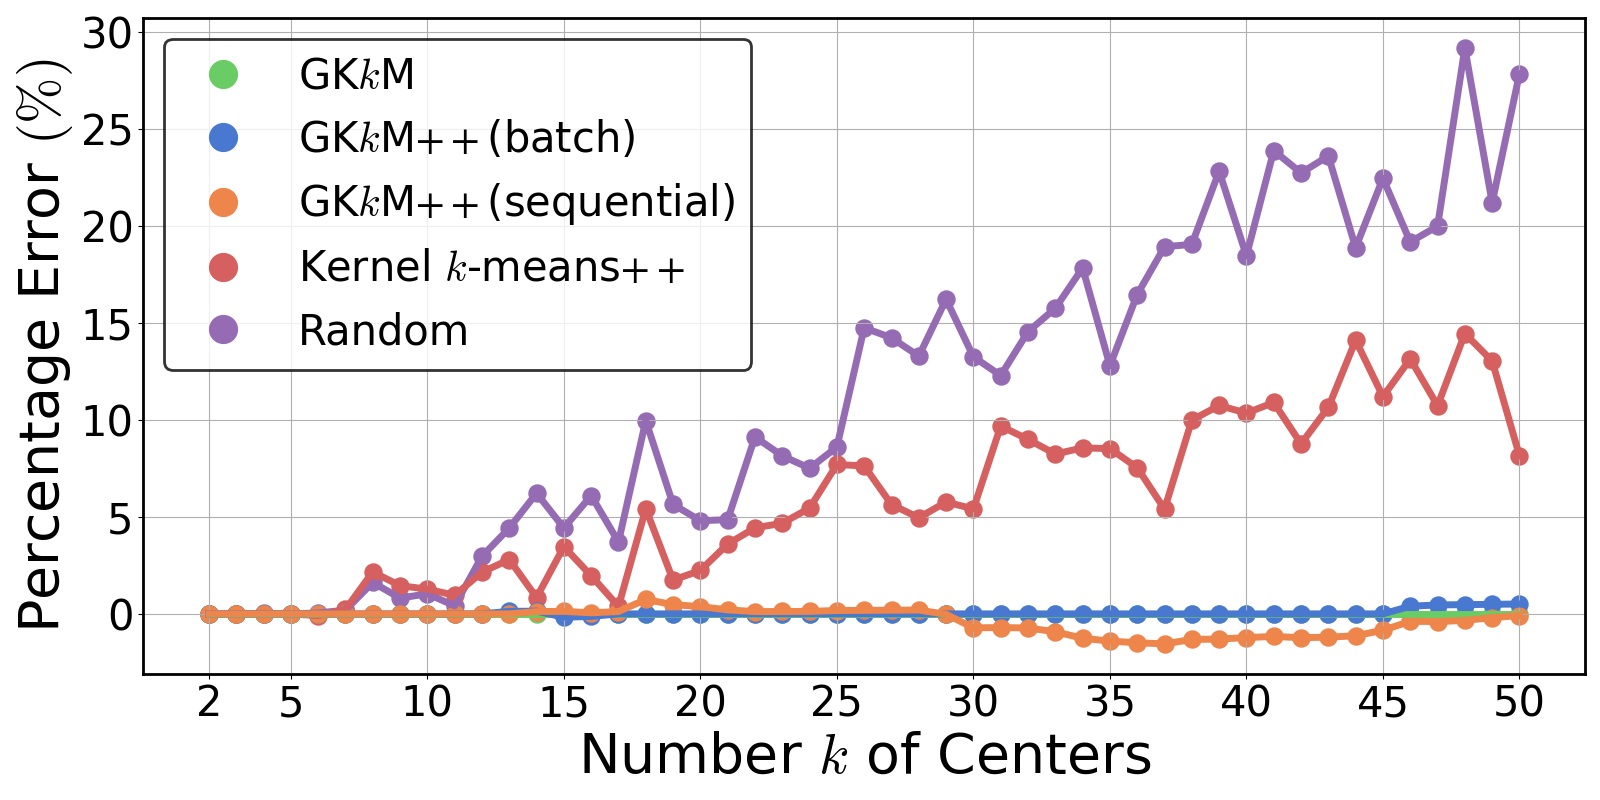 Percentage Error (%)
30
25
20
15
10
5
0
GKkM
GKkM++(batch)
GKkM++(sequential)
Kernel k-means++
Random
2 5 10 15 20 25 30 35 40 45 50
Number k of Centers